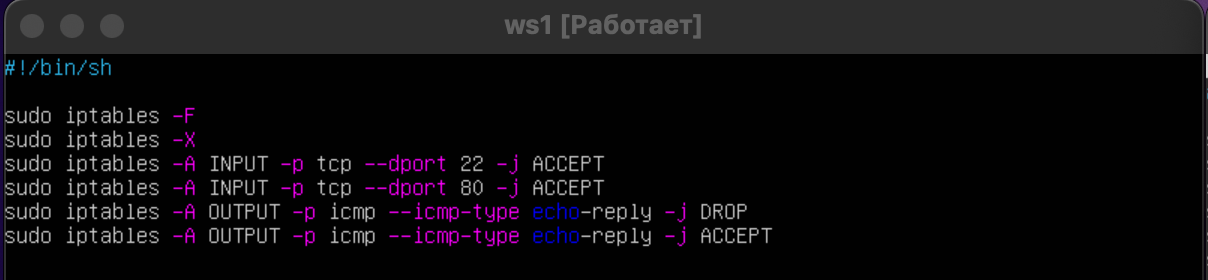 ws1 [Работает]
#!/bin/sh
sudo iptables -F
sudo iptables -X
sudo iptables -A INPUT -p tcp --dport 22 -j ACCEPT
sudo iptables -A INPUT -p tcp --dport 80 -j ACCEPT
sudo iptables -A OUTPUT -p icmp --icmp-type echo-reply -j DROP
sudo iptables -A OUTPUT -p icmp --icmp-type echo-reply -j ACCEPT